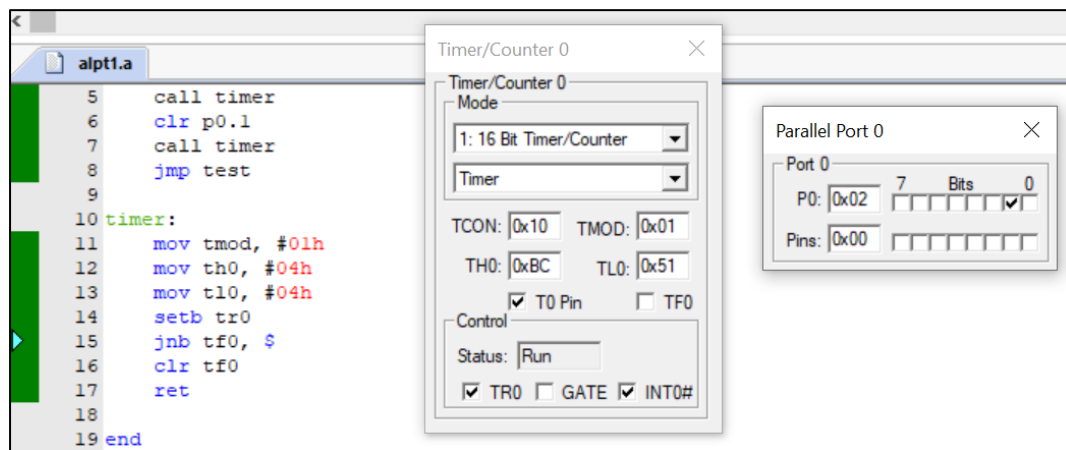 alpt1.a
5 call timer
6 clr p0.1
7 call timer
8 jmp test
9
10 timer:
11 mov tmod, #01h
12 mov th0, #04h
13 mov tl0, #04h
14 setb tr0
15 jnb tf0, $
16 clr tf0
17 ret
18
19 end
Timer/Counter 0
Timer/Counter 0
Mode
1: 16 Bit Timer/Counter
Timer
TCON: 0x10 TMOD: 0x01
TH0: 0xBC TL0: 0x51
T0 Pin TF0
Control
Status: Run
TR0 GATE INT0#
Parallel Port 0
Port 0
7 Bits 0
P0: 0x02
Pins: 0x00